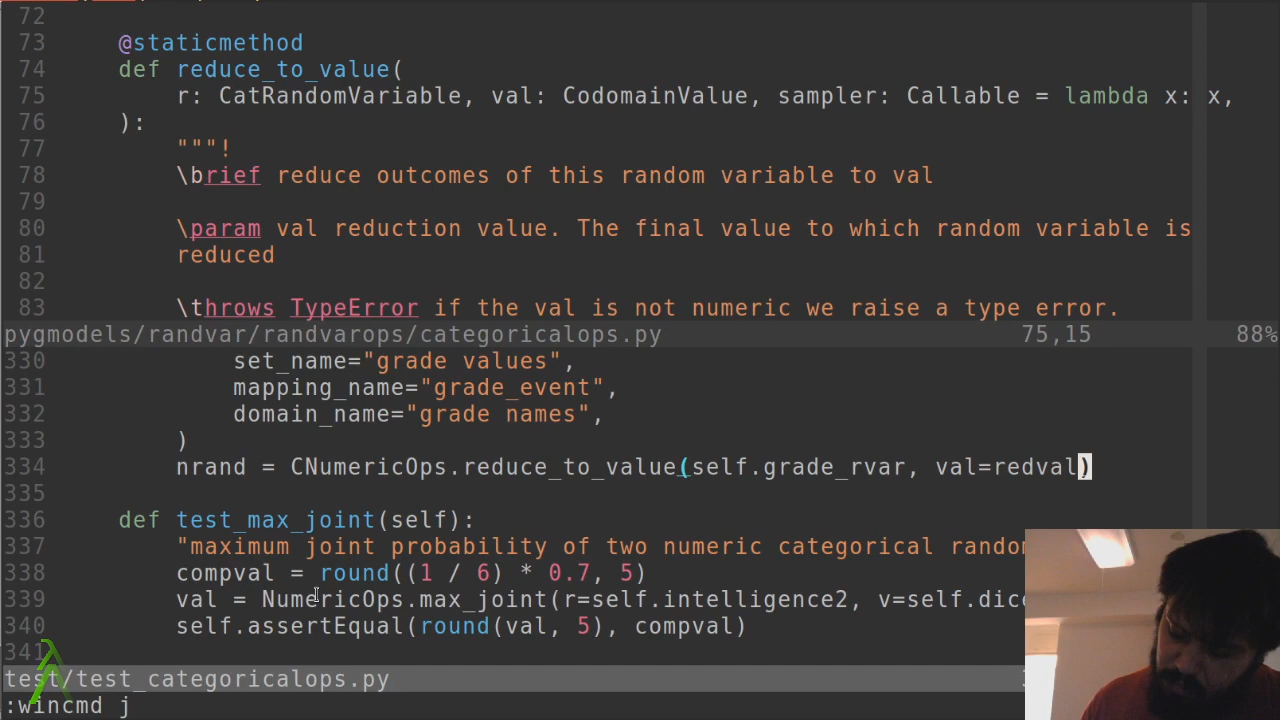 72
73     @staticmethod
74     def reduce_to_value(
75         r: CatRandomVariable, val: CodomainValue, sampler: Callable = lambda x: x,
76     ):
77         """!
78         \brief reduce outcomes of this random variable to val
79
80         \param val reduction value. The final value to which random variable is
81         reduced
82
83         \throws TypeError if the val is not numeric we raise a type error.
pygmodels/randvar/randvarops/categoricalops.py 75,15 88%
330             set_name="grade values",
331             mapping_name="grade_event",
332             domain_name="grade names",
333         )
334         nrand = CNumericOps.reduce_to_value(self.grade_rvar, val=redval)
335
336     def test_max_joint(self):
337         "maximum joint probability of two numeric categorical
338         compval = round((1 / 6) * 0.7, 5)
339         val = NumericOps.max_joint(r=self.intelligence2, v=self.dice
340         self.assertEqual(round(val, 5), compval)
341
test/test_categoricalops.py
:wincmd j